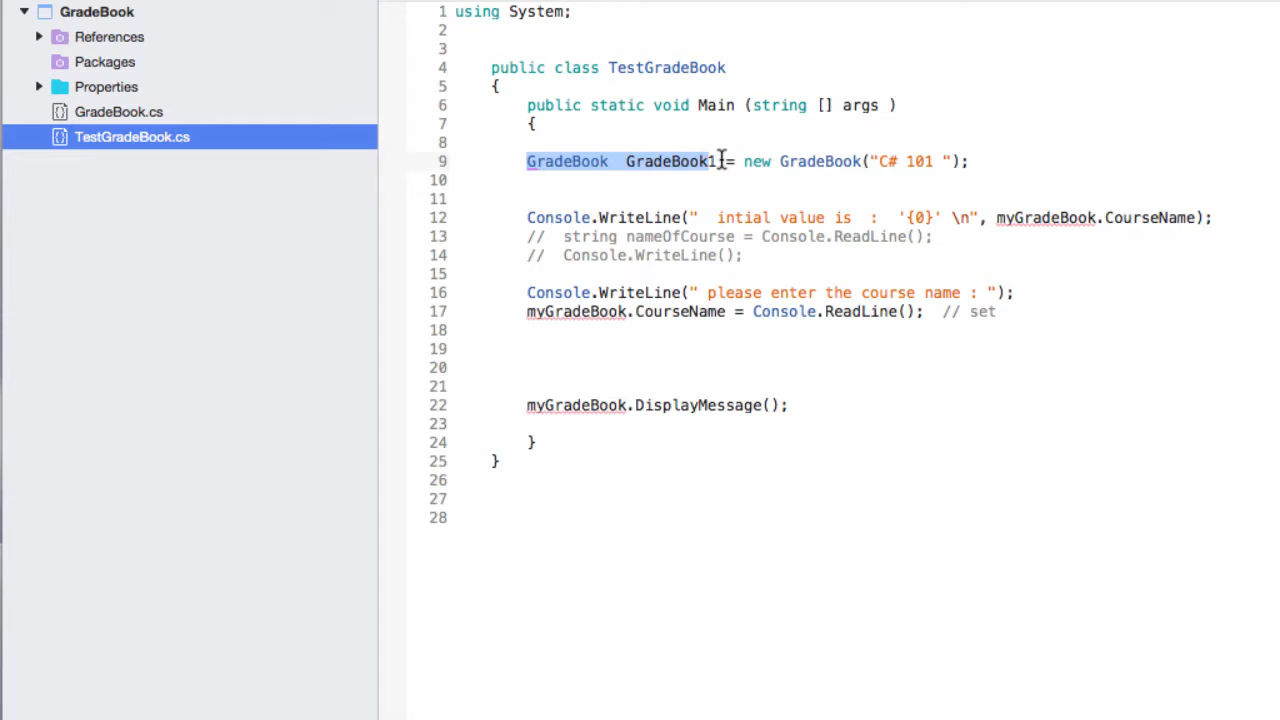 GradeBook
References
Packages
Properties
GradeBook.cs
TestGradeBook.cs
1 using System;
2
3
4 public class TestGradeBook
5 {
6 public static void Main (string [] args )
7 {
8
9 GradeBook  GradeBook1 = new GradeBook("C# 101 ");
10
11
12 Console.WriteLine("  intial value is  :  '{0}' \n", myGradeBook.CourseName);
13 //  string nameOfCourse = Console.ReadLine();
14 //  Console.WriteLine();
15
16 Console.WriteLine(" please enter the course name : ");
17 myGradeBook.CourseName = Console.ReadLine();  // set
18
19
20
21
22 myGradeBook.DisplayMessage();
23
24 }
25 }
26
27
28